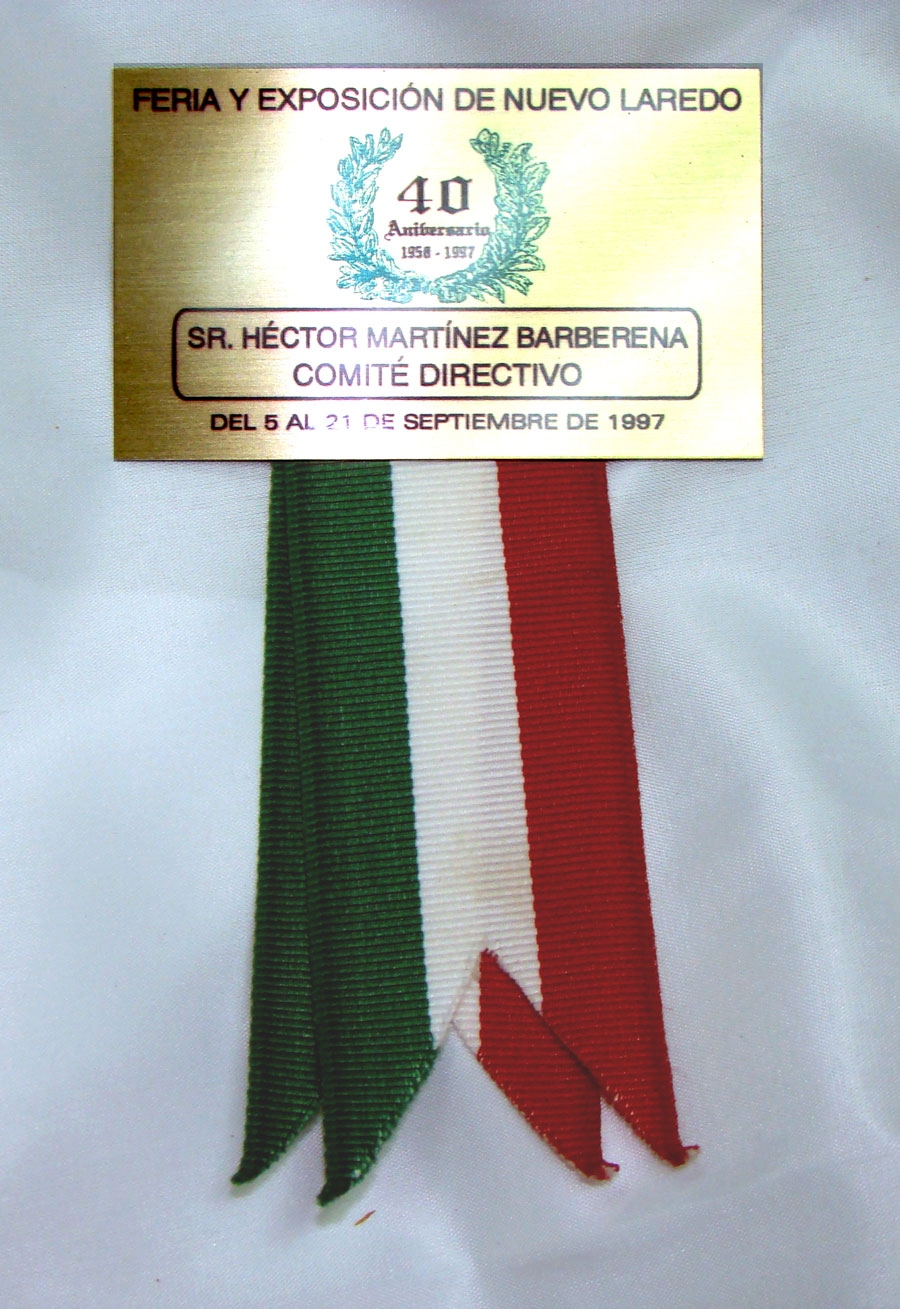 FERIA Y EXPOSICIÓN DE NUEVO LAREDO
40
Aniversario
1958 - 1997
SR. HÉCTOR MARTÍNEZ BARBERENA
COMITÉ DIRECTIVO
DEL 5 AL 21 DE SEPTIEMBRE DE 1997